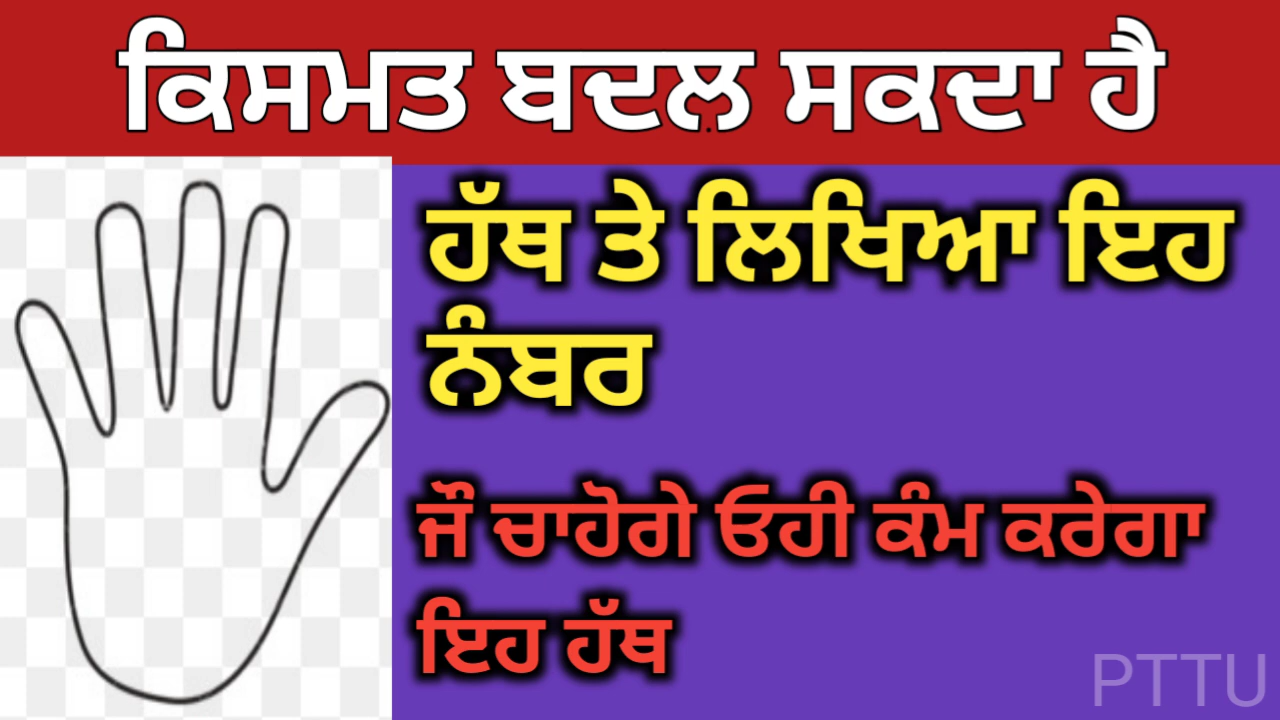 ਕਿਸਮਤ ਬਦਲ਼ ਸਕਦਾ ਹੈ
ਹੱਥ ਤੇ ਲਿਖਿਆ ਇਹ
ਨੰਬਰ
ਜੌ ਚਾਹੋਗੇ ਓਹੀ ਕੰਮ ਕਰੇਗਾ
ਇਹ ਹੱਥ
PTTU